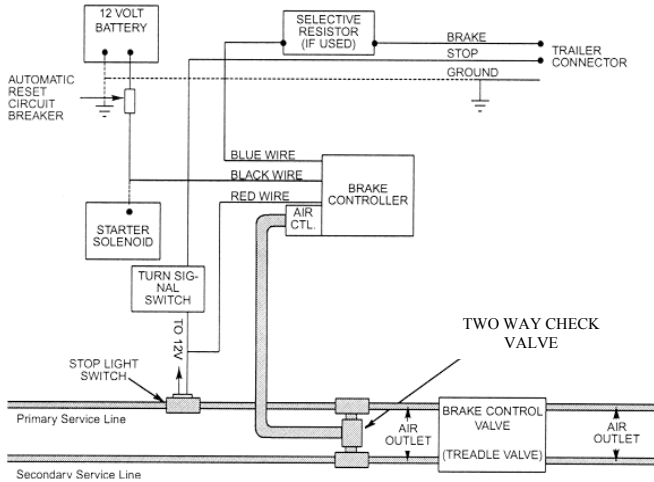 12 VOLT
BATTERY
SELECTIVE
RESISTOR
(IF USED)
BRAKE
STOP
GROUND
TRAILER
CONNECTOR
AUTOMATIC
RESET
CIRCUIT
BREAKER
BLUE WIRE
BLACK WIRE
RED WIRE
BRAKE
CONTROLLER
AIR
CTL.
STARTER
SOLENOID
TURN SIG-
NAL
SWITCH
TO 12V
TWO WAY CHECK
VALVE
STOP LIGHT
SWITCH
Primary Service Line
AIR
OUTLET
BRAKE CONTROL
VALVE
(TREADLE VALVE)
AIR
OUTLET
Secondary Service Line